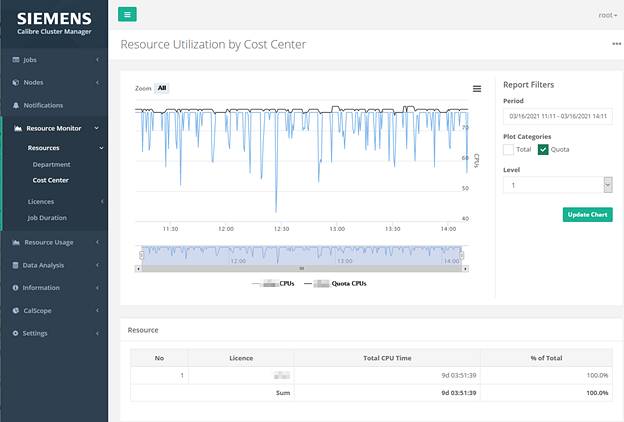 SIEMENS
Calibre Cluster Manager
root
Jobs
Nodes
Notifications
Resource Monitor
Resources
Department
Cost Center
Licences
Job Duration
Resource Usage
Data Analysis
Information
CalScope
Settings
Resource Utilization by Cost Center
Zoom All
70
60
50
40
CPUs
11:30 12:00 12:30 13:00 13:30 14:00
12:00 13:00 14:00
CPUs Quota CPUs
Report Filters
Period
03/16/2021 11:11 - 03/16/2021 14:11
Plot Categories
Total Quota
Level
1
Update Chart
Resource
No Licence Total CPU Time % of Total
1 9d 03:51:39 100.0%
Sum 9d 03:51:39 100.0%